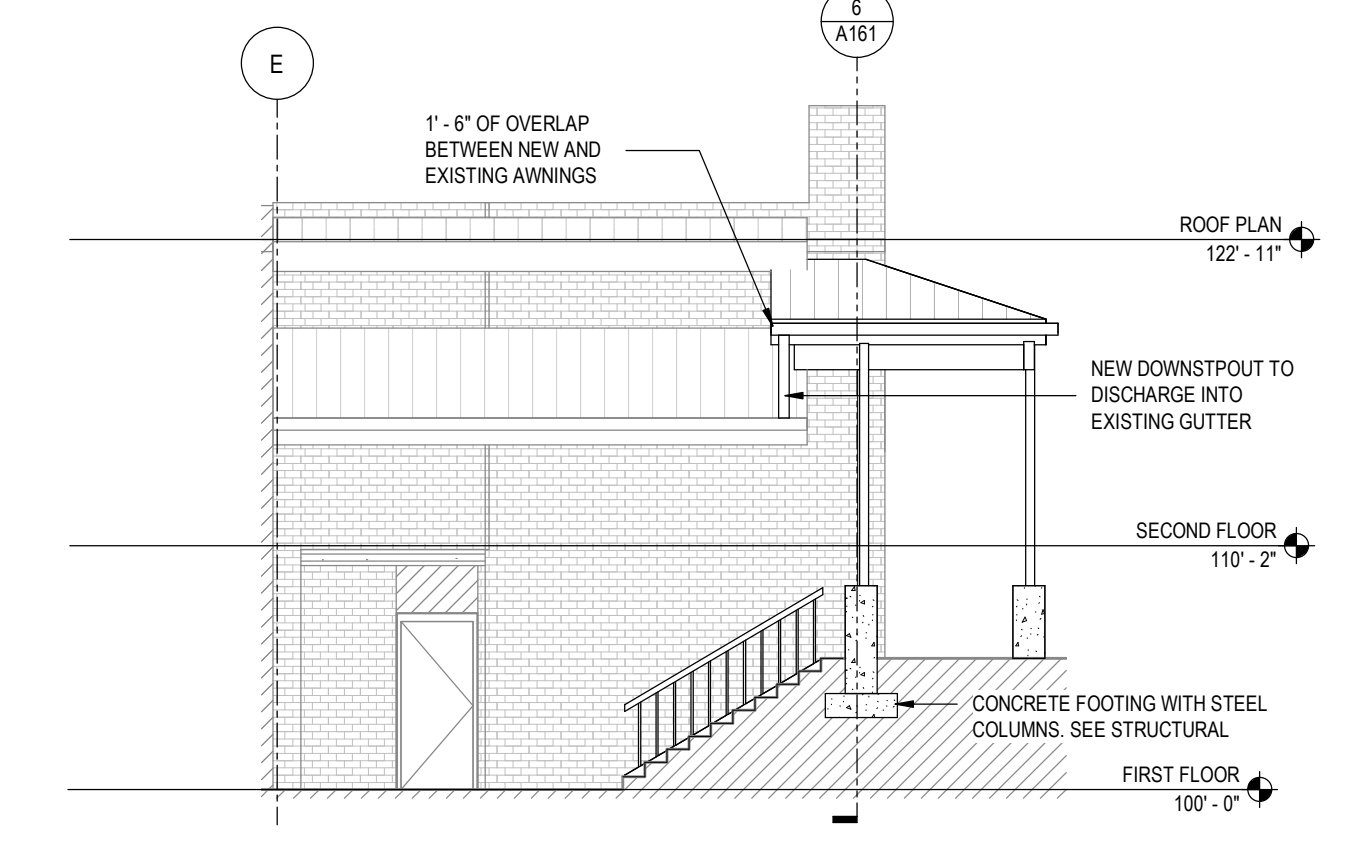 6
A161
E
1' - 6" OF OVERLAP
BETWEEN NEW AND
EXISTING AWNINGS
ROOF PLAN
122' - 11"
NEW DOWNSTPOUT TO
DISCHARGE INTO
EXISTING GUTTER
SECOND FLOOR
110' - 2"
CONCRETE FOOTING WITH STEEL
COLUMNS. SEE STRUCTURAL
FIRST FLOOR
100' - 0"